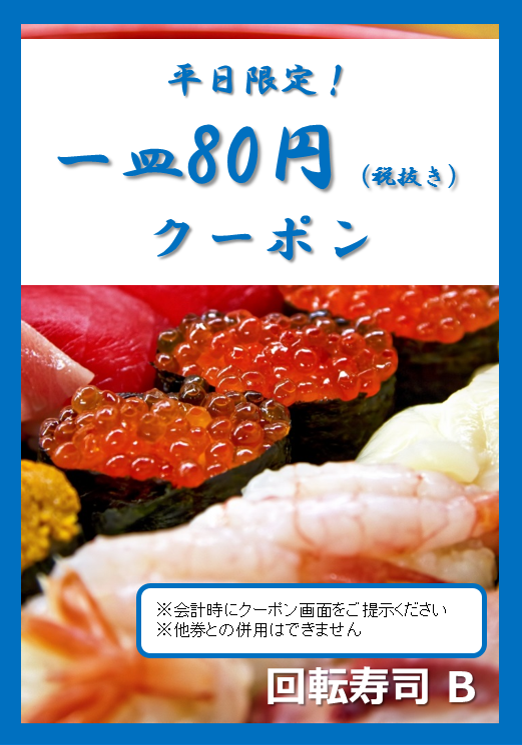 平日限定！
一皿80円（税抜き）
クーポン
※会計時にクーポン画面をご提示ください
※他券との併用はできません
回転寿司 B